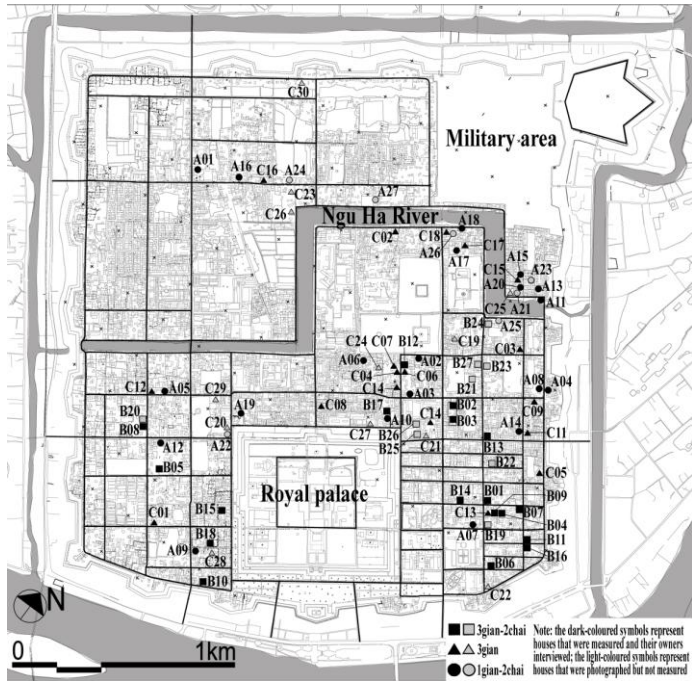 C30
Military area
A01
A16
C16
A24
C23
C26
A27
Ngu Ha River
A18
C02
C18
C17
A26
A17
A15
C15
A23
A20
A13
A11
C25
A21
B24
A25
C24
C07
B12
C19
C03
A06
A02
C04
C06
B27
B23
B21
C12
A05
C29
C14
A03
A08
A04
B20
A19
C08
B17
B02
C09
B08
C20
A10
C14
B03
A14
C11
A12
A22
C27
B26
C21
B13
B25
B05
B22
C05
Royal palace
B14
B01
B09
B15
C01
C13
B07
A07
B04
B18
B19
B11
A09
C28
B16
B06
B10
C22
N
0 1km
3gian-2chai
3gian
1gian-2chai
Note: the dark-coloured symbols represent
houses that were measured and their owners
interviewed; the light-coloured symbols represent
houses that were photographed but not measured